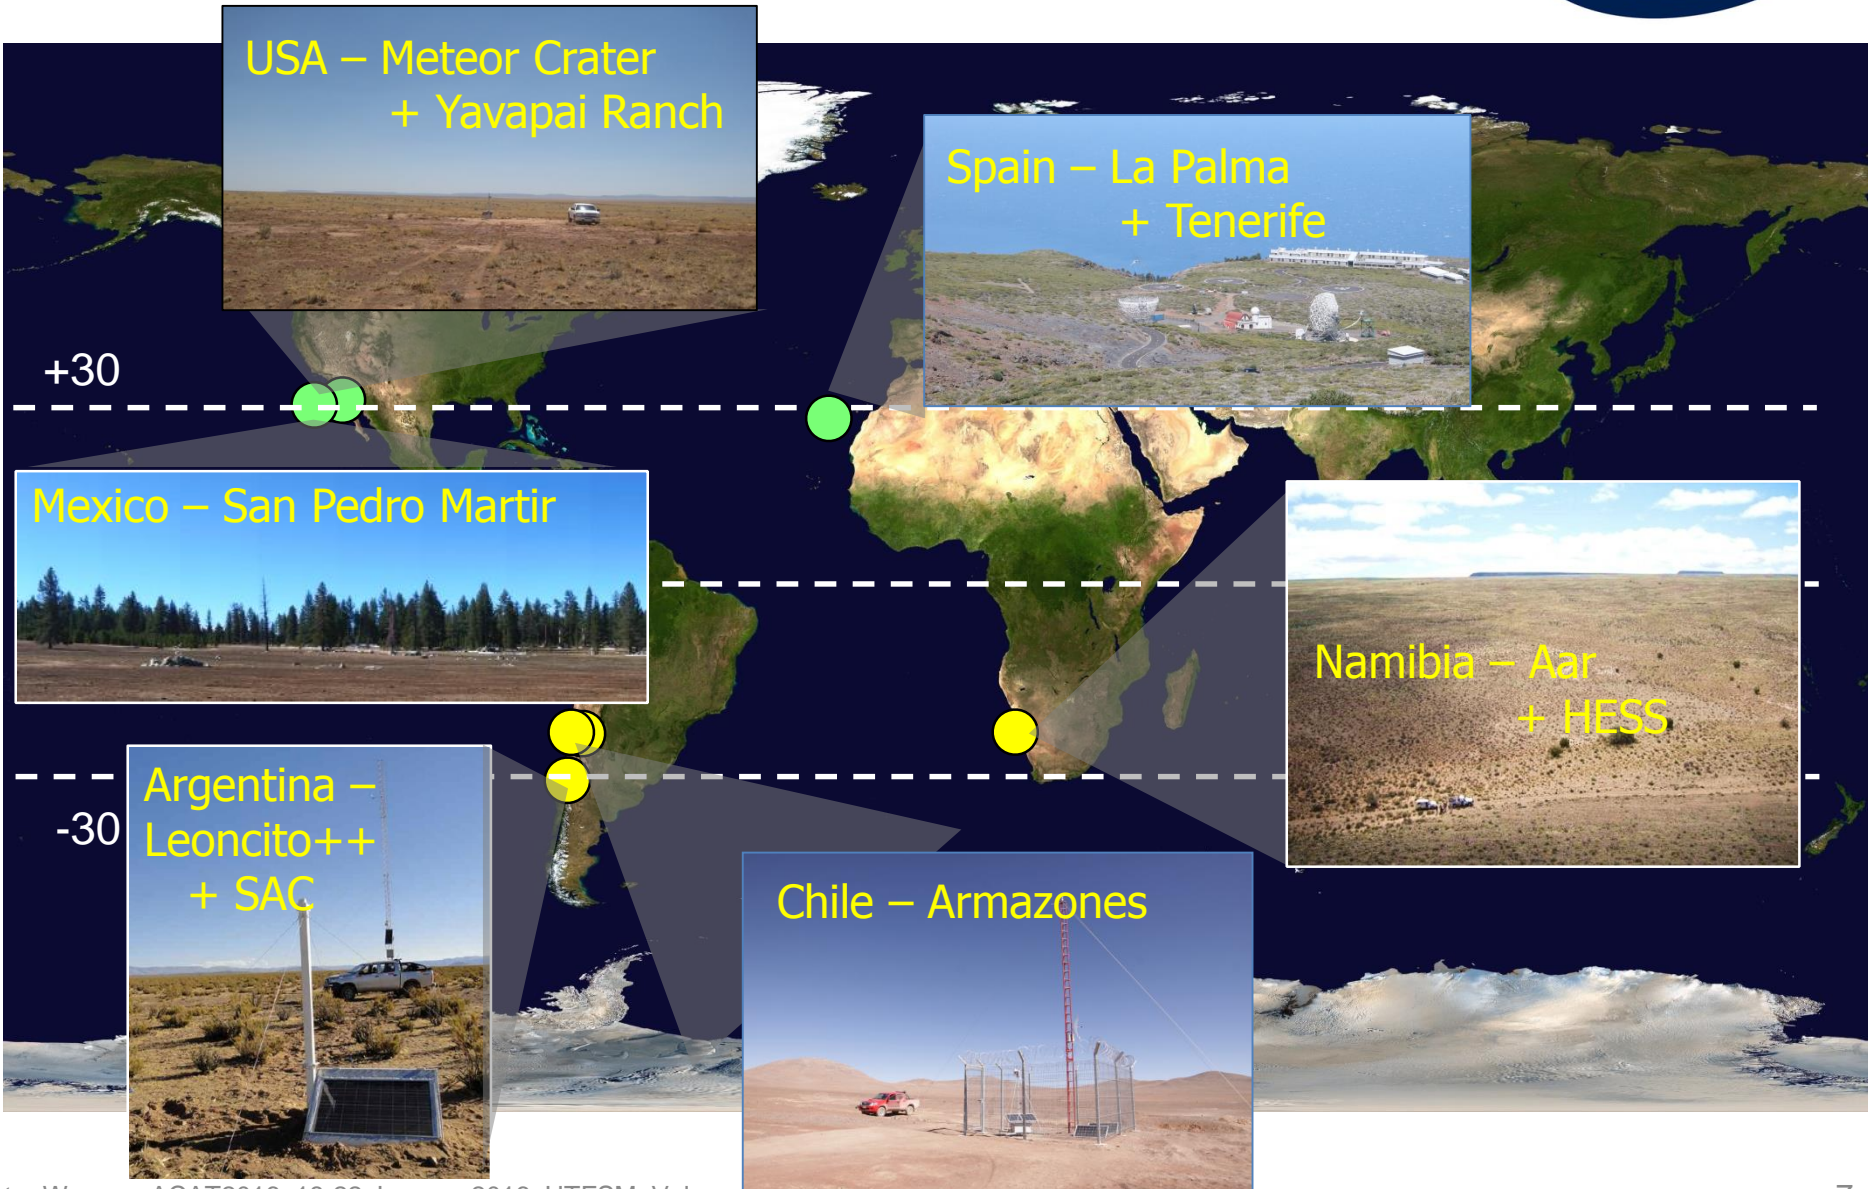 USA – Meteor Crater
+ Yavapai Ranch
Spain – La Palma
+ Tenerife
+30
Mexico – San Pedro Martir
Namibia – Aar
+ HESS
Argentina –
Leoncito++
+ SAC
-30
Chile – Armazones